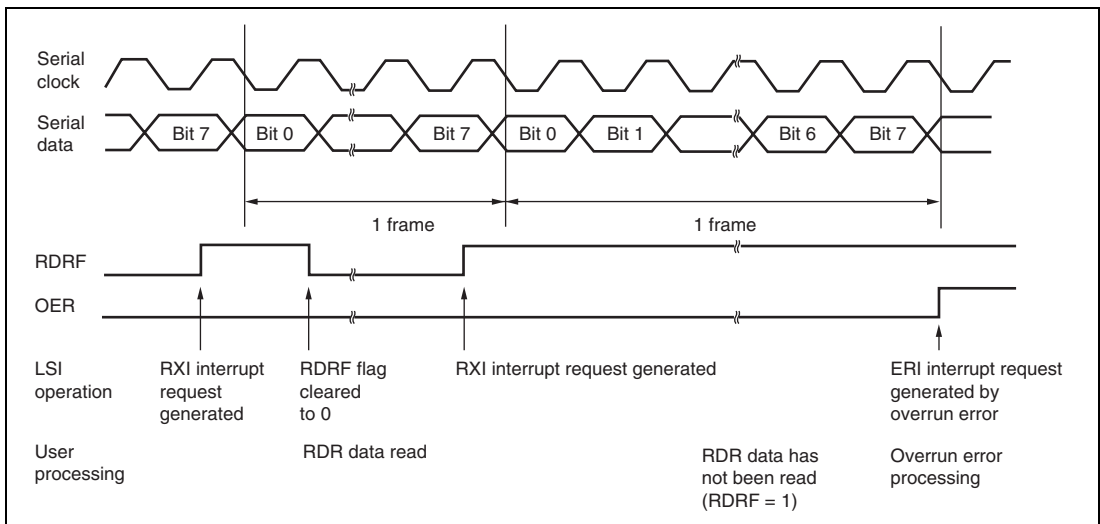 Serial
clock
Serial
data
Bit 7
Bit 0
Bit 7
Bit 0
Bit 1
Bit 6
Bit 7
1 frame
1 frame
RDRF
OER
LSI
operation
RXI interrupt
request
generated
RDRF flag
cleared
to 0
RXI interrupt request generated
ERI interrupt request
generated by
overrun error
User
processing
RDR data read
RDR data has
not been read
(RDRF = 1)
Overrun error
processing